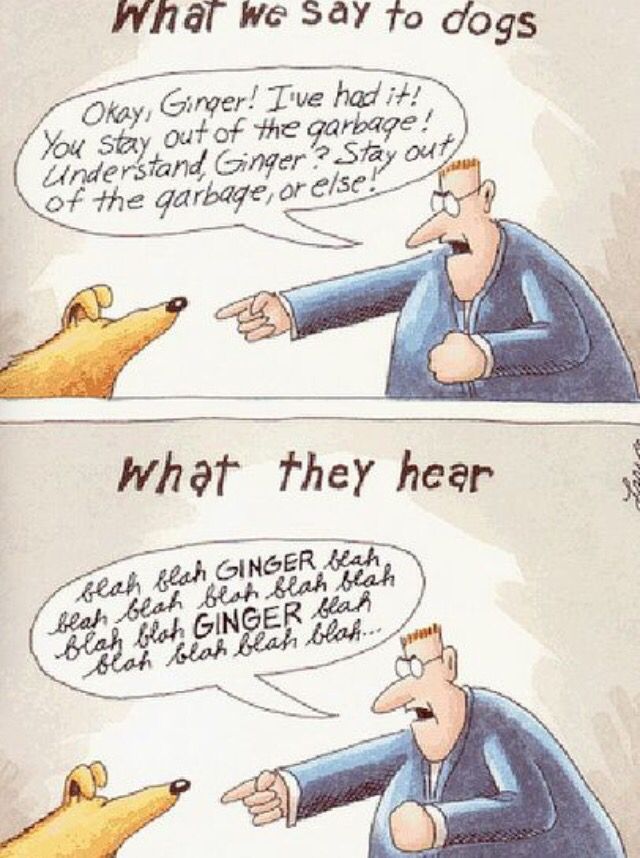 What we say to dogs
Okay, Ginger! I've had it!
You stay out of the garbage!
Understand, Ginger? Stay out
of the garbage, or else!
What they hear
blah blah GINGER blah
blah blah blah blah blah
blah blah GINGER blah
blah blah blah blah...